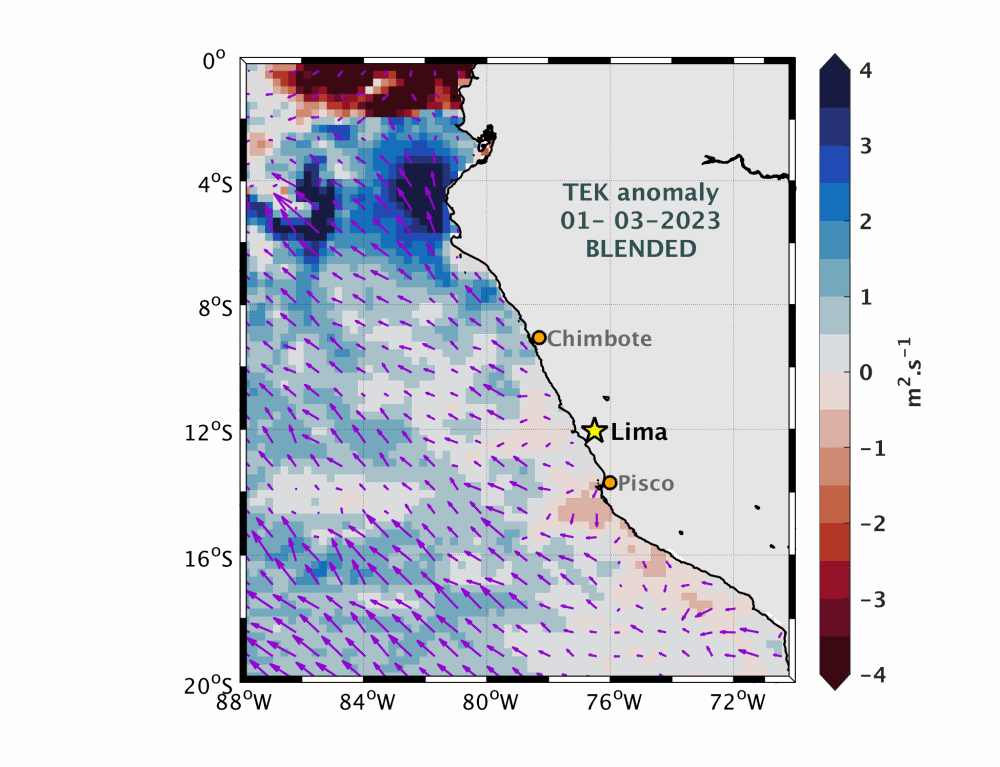 0°
4°S
8°S
12°S
16°S
20°S
88°W
84°W
80°W
76°W
72°W
TEK anomaly
01- 03-2023
BLENDED
Chimbote
Lima
Pisco
4
3
2
1
0
-1
-2
-3
-4
m².s⁻¹